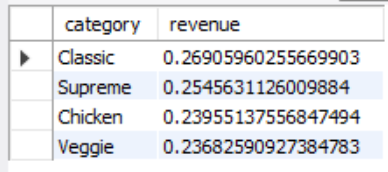 category revenue
Classic 0.26905960255669903
Supreme 0.2545631126009884
Chicken 0.23955137556847494
Veggie 0.23682590927384783